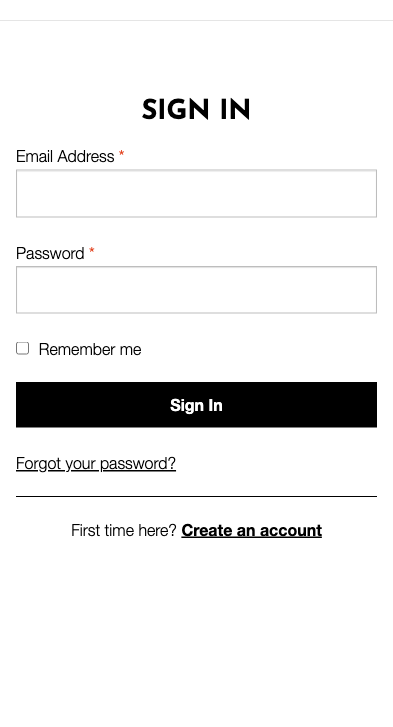 SIGN IN
Email Address *
Password *
Remember me
Sign In
Forgot your password?
First time here? Create an account